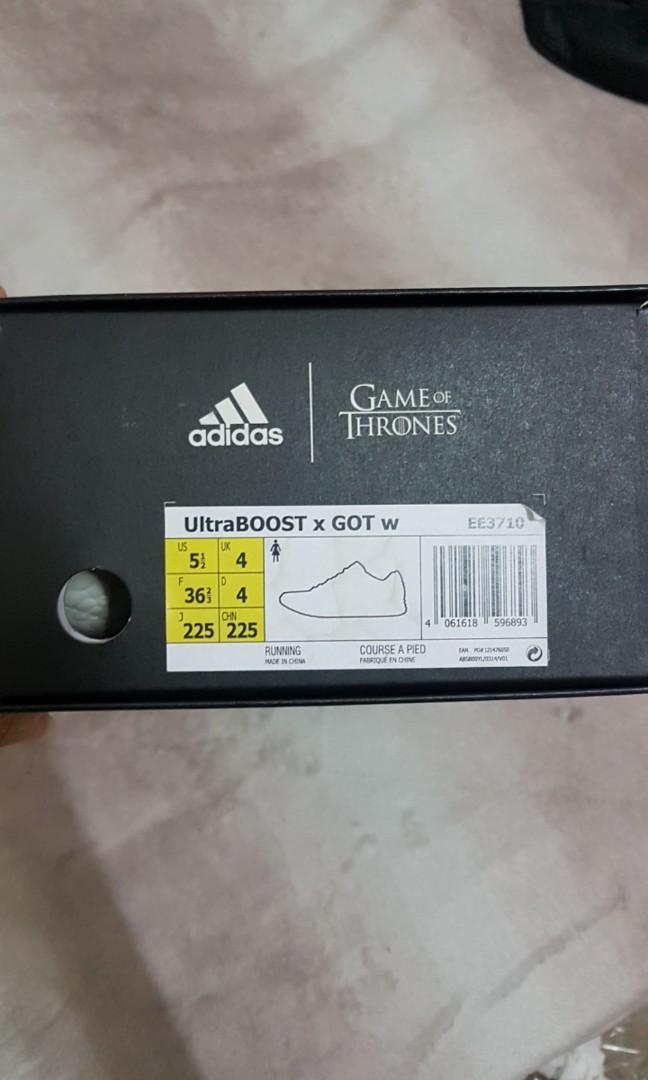 adidas
GAME OF
THRONES
UltraBOOST x GOT w
EE3710
US
5½
UK
4
F
36⅔
D
4
J
225
CHN
225
4 061618 596893
RUNNING
MADE IN CHINA
COURSE A PIED
FABRIQUÉ EN CHINE
EAN